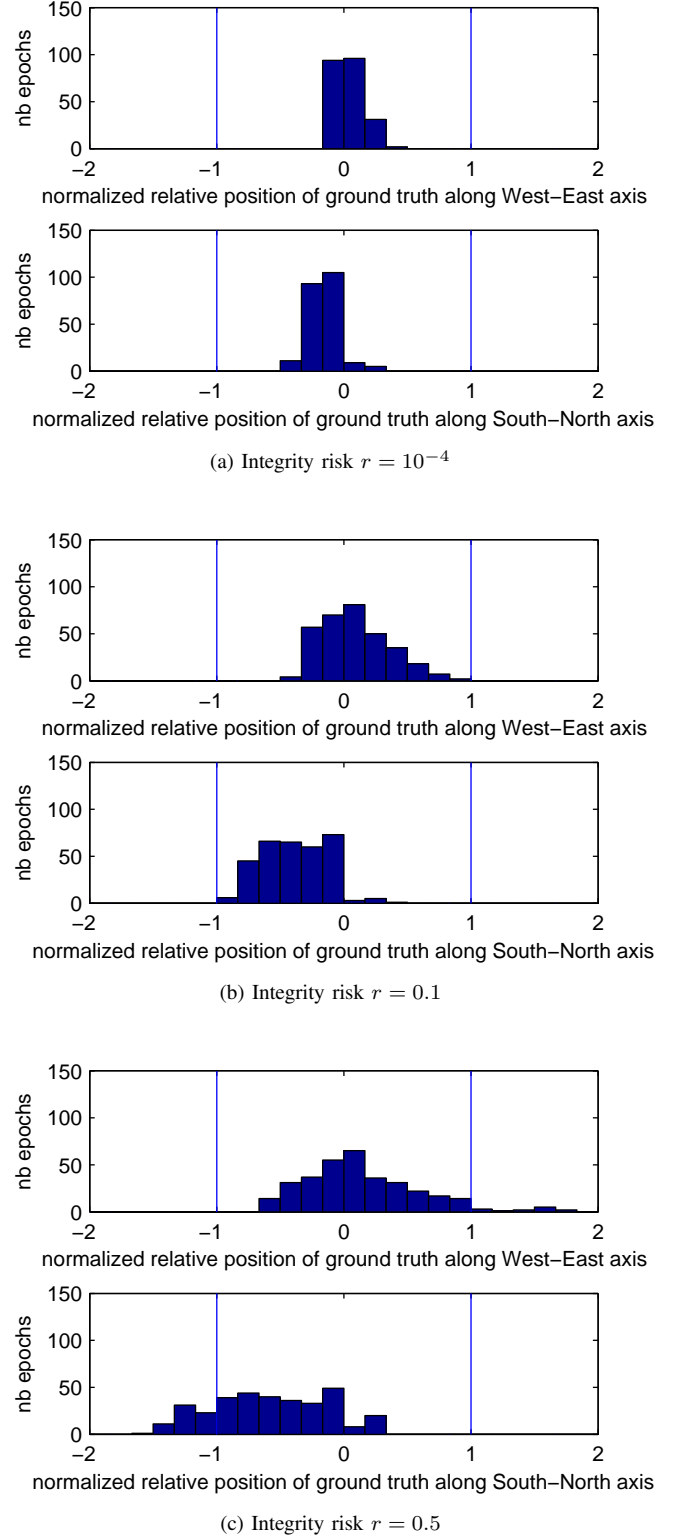 150
100
50
0
nb epochs
−2 −1 0 1 2
normalized relative position of ground truth along West−East axis
150
100
50
0
nb epochs
−2 −1 0 1 2
normalized relative position of ground truth along South−North axis
(a) Integrity risk r = 10⁻⁴
150
100
50
0
nb epochs
−2 −1 0 1 2
normalized relative position of ground truth along West−East axis
150
100
50
0
nb epochs
−2 −1 0 1 2
normalized relative position of ground truth along South−North axis
(b) Integrity risk r = 0.1
150
100
50
0
nb epochs
−2 −1 0 1 2
normalized relative position of ground truth along West−East axis
150
100
50
0
nb epochs
−2 −1 0 1 2
normalized relative position of ground truth along South−North axis
(c) Integrity risk r = 0.5